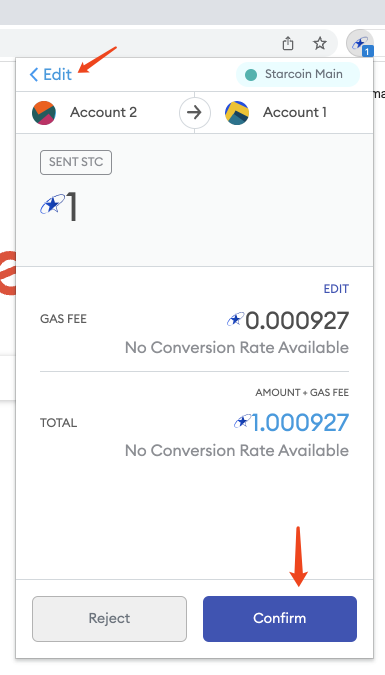 1
Edit
Starcoin Main
ma
Account 2
Account 1
SENT STC
1
EDIT
GAS FEE
0.000927
No Conversion Rate Available
AMOUNT + GAS FEE
TOTAL
1.000927
No Conversion Rate Available
Reject
Confirm